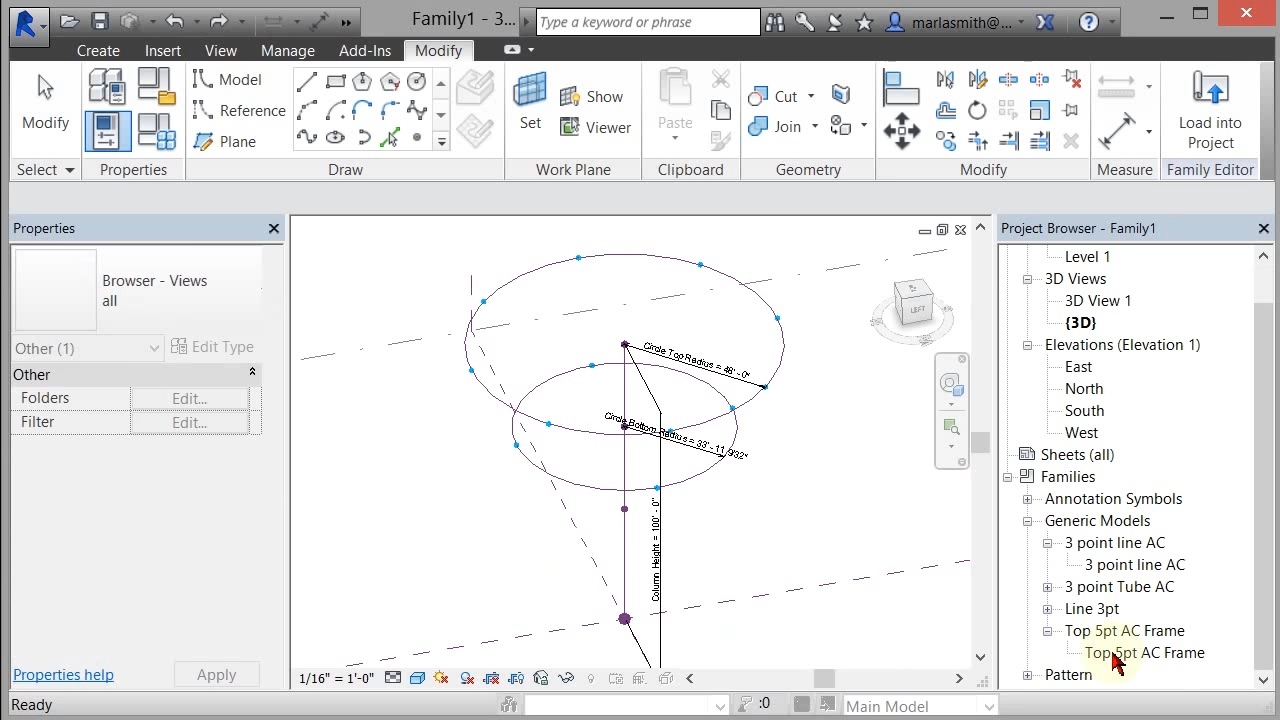 Family1 - 3...
Type a keyword or phrase
marlasmith@...
Create Insert View Manage Add-Ins Modify
Modify
Model
Reference
Plane
Set
Show
Viewer
Paste
Cut
Join
Load into
Project
Select Properties Draw Work Plane Clipboard Geometry Modify Measure Family Editor
Properties
Browser - Views
all
Other (1)
Edit Type
Other
Folders Edit...
Filter Edit...
Properties help
Apply
LEFT
Circle Top Radius = 48' - 0"
Circle Bottom Radius = 33' - 11 9/32"
Column Height = 100' - 0"
1/16" = 1'-0"
Project Browser - Family1
Level 1
3D Views
3D View 1
{3D}
Elevations (Elevation 1)
East
North
South
West
Sheets (all)
Families
Annotation Symbols
Generic Models
3 point line AC
3 point line AC
3 point Tube AC
Line 3pt
Top 5pt AC Frame
Top 5pt AC Frame
Pattern
Ready
:0
Main Model